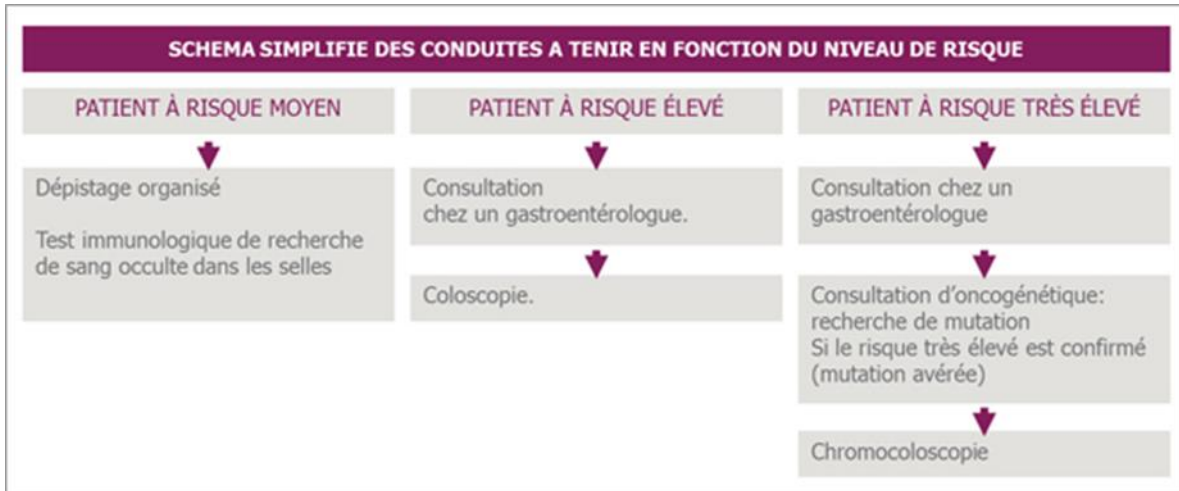 SCHEMA SIMPLIFIE DES CONDUITES A TENIR EN FONCTION DU NIVEAU DE RISQUE
PATIENT À RISQUE MOYEN
Dépistage organisé
Test immunologique de recherche
de sang occulte dans les selles
PATIENT À RISQUE ÉLEVÉ
Consultation
chez un gastroentérologue.
Coloscopie.
PATIENT À RISQUE TRÈS ÉLEVÉ
Consultation chez un
gastroentérologue
Consultation d’oncogénétique:
recherche de mutation
Si le risque très élevé est confirmé
(mutation avérée)
Chromocoloscopie